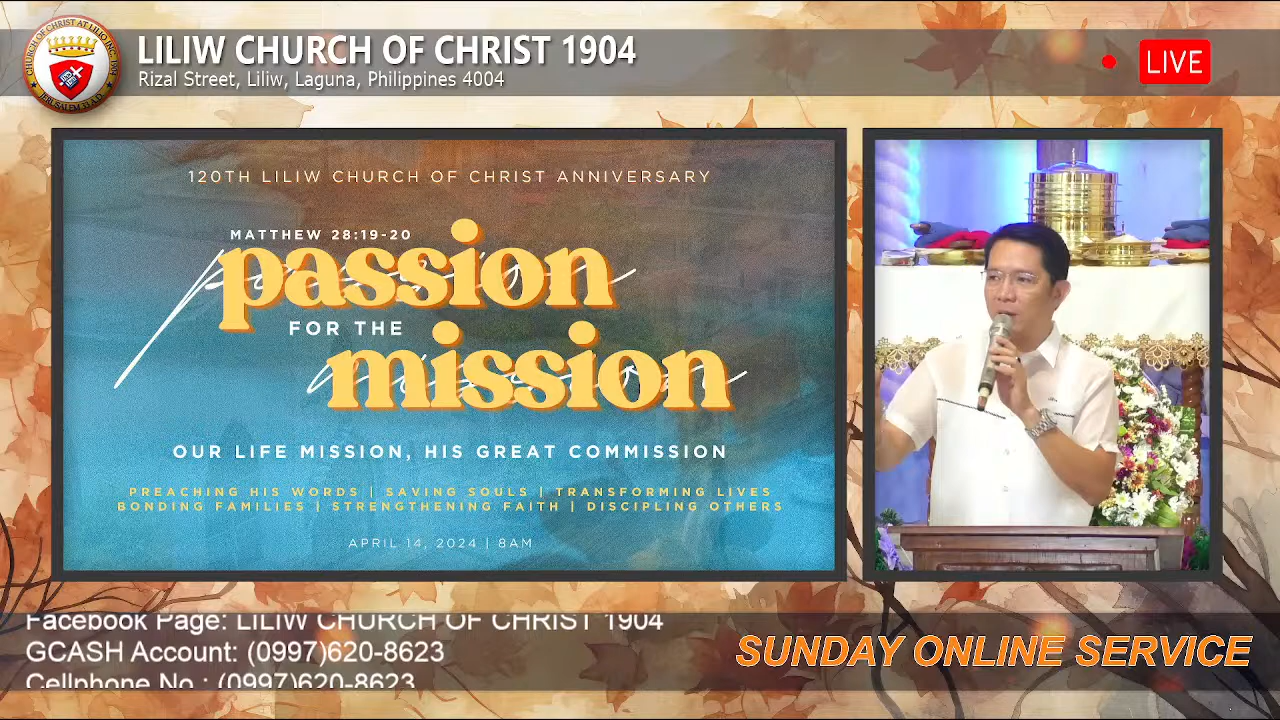 LILIW CHURCH OF CHRIST 1904
Rizal Street, Liliw, Laguna, Philippines 4004
LIVE
120TH LILIW CHURCH OF CHRIST ANNIVERSARY
MATTHEW 28:19-20
passion
FOR THE
mission
OUR LIFE MISSION, HIS GREAT COMMISSION
PREACHING HIS WORDS | SAVING SOULS | TRANSFORMING LIVES
BONDING FAMILIES | STRENGTHENING FAITH | DISCIPLING OTHERS
APRIL 14, 2024 | 8AM
Facebook Page: LILIW CHURCH OF CHRIST 1904
GCASH Account: (0997)620-8623
Cellphone No.: (0997)620-8623
SUNDAY ONLINE SERVICE